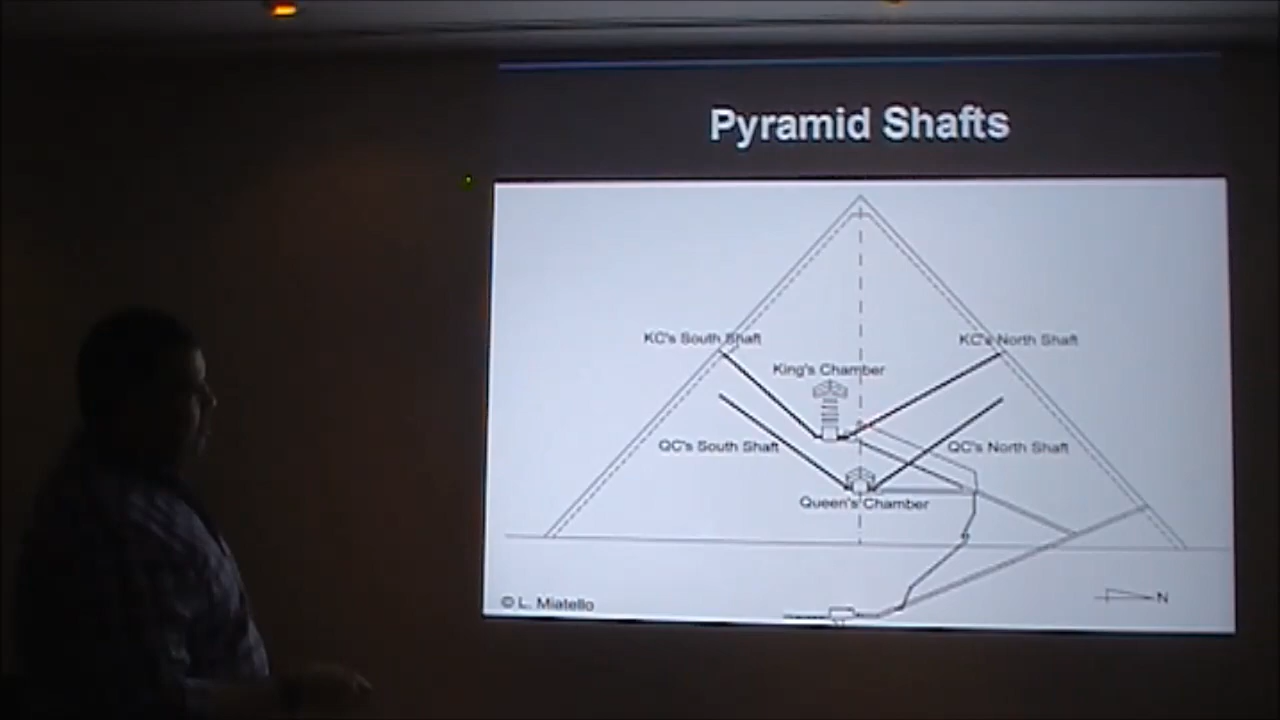 Pyramid Shafts
KC's South Shaft
KC's North Shaft
King's Chamber
QC's South Shaft
QC's North Shaft
Queen's Chamber
© L. Miatello
N